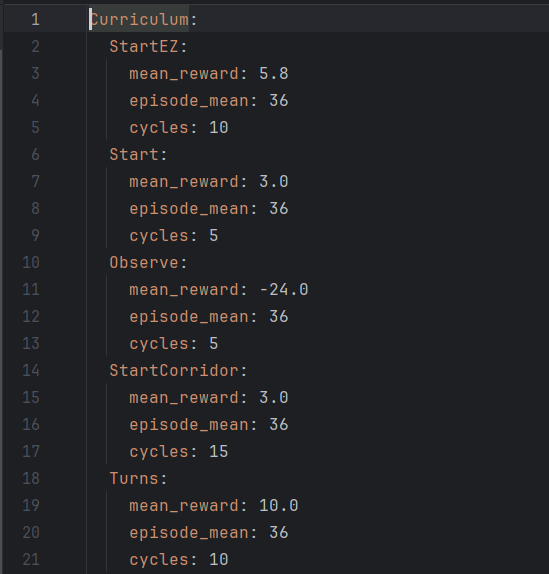 1 Curriculum:
2 StartEZ:
3 mean_reward: 5.8
4 episode_mean: 36
5 cycles: 10
6 Start:
7 mean_reward: 3.0
8 episode_mean: 36
9 cycles: 5
10 Observe:
11 mean_reward: -24.0
12 episode_mean: 36
13 cycles: 5
14 StartCorridor:
15 mean_reward: 3.0
16 episode_mean: 36
17 cycles: 15
18 Turns:
19 mean_reward: 10.0
20 episode_mean: 36
21 cycles: 10